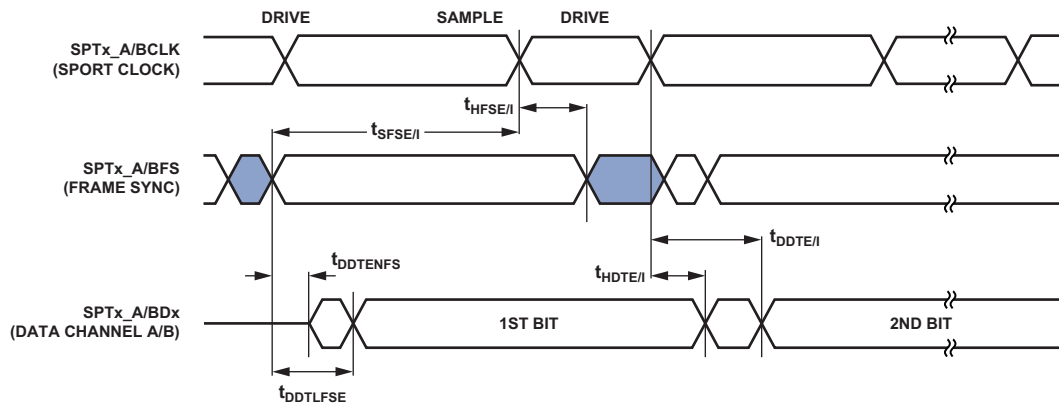 DRIVE SAMPLE DRIVE
SPTx_A/BCLK
(SPORT CLOCK)
tHFSE/I
tSFSE/I
SPTx_A/BFS
(FRAME SYNC)
tDDTE/I
tDDTENFS
tHDTE/I
SPTx_A/BDx
(DATA CHANNEL A/B)
1ST BIT 2ND BIT
tDDTLFSE